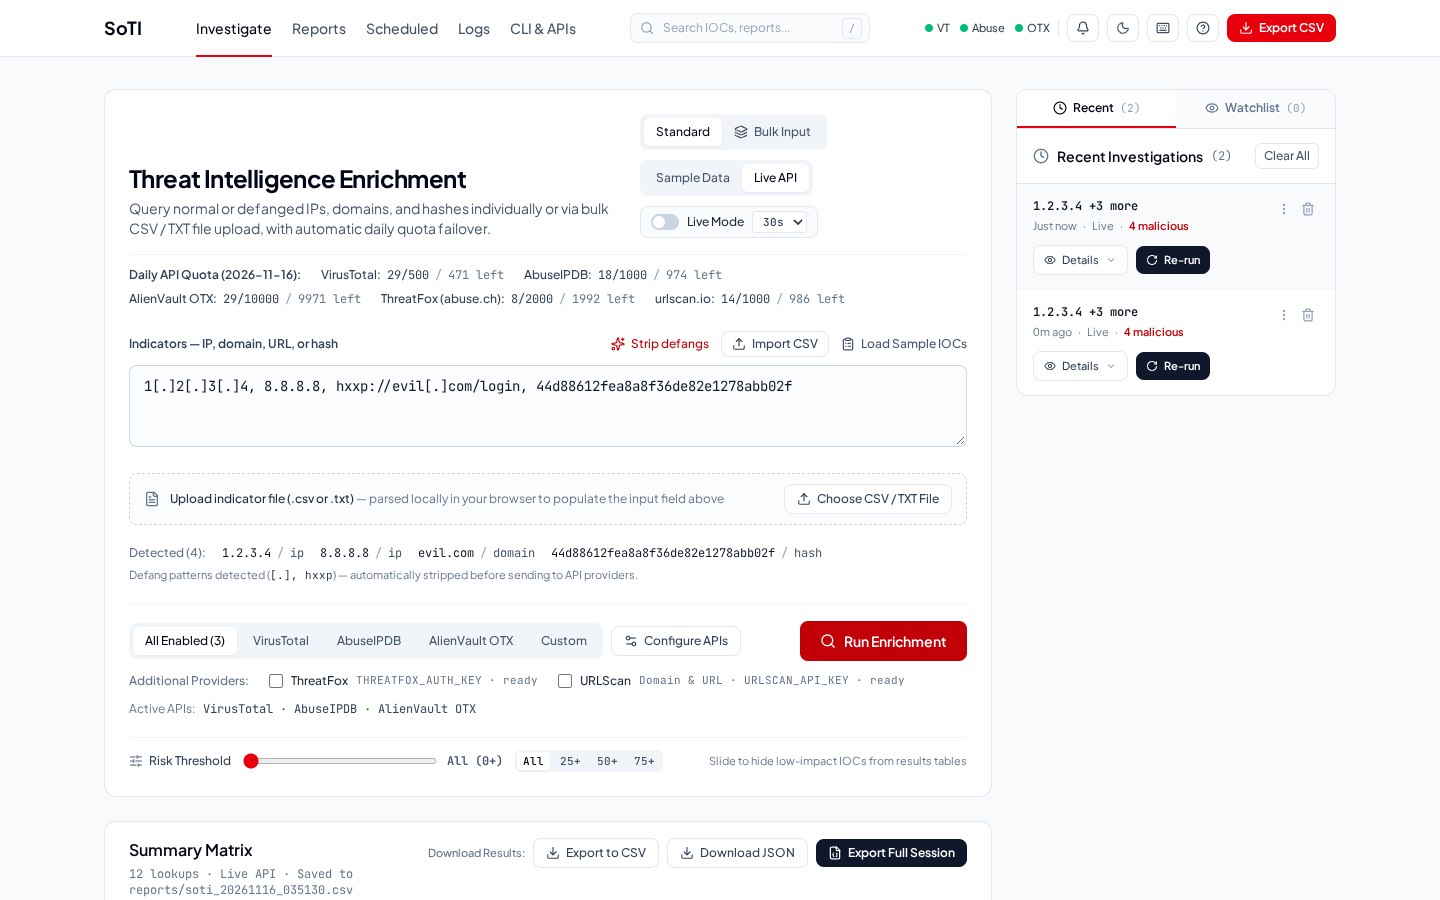 SoTI
Investigate
Reports
Scheduled
Logs
CLI & APIs
Search IOCs, reports...
/
VT
Abuse
OTX
Export CSV
Standard
Bulk Input
Sample Data
Live API
Live Mode
30s
Threat Intelligence Enrichment
Query normal or defanged IPs, domains, and hashes individually or via bulk
CSV / TXT file upload, with automatic daily quota failover.
Daily API Quota (2026-11-16): VirusTotal: 29/500 / 471 left AbuseIPDB: 18/1000 / 974 left
AlienVault OTX: 29/10000 / 9971 left ThreatFox (abuse.ch): 8/2000 / 1992 left urlscan.io: 14/1000 / 986 left
Indicators — IP, domain, URL, or hash
Strip defangs
Import CSV
Load Sample IOCs
1[.]2[.]3[.]4, 8.8.8.8, hxxp://evil[.]com/login, 44d88612fea8a8f36de82e1278abb02f
Upload indicator file (.csv or .txt) — parsed locally in your browser to populate the input field above
Choose CSV / TXT File
Detected (4): 1.2.3.4 / ip 8.8.8.8 / ip evil.com / domain 44d88612fea8a8f36de82e1278abb02f / hash
Defang patterns detected ([.], hxxp) — automatically stripped before sending to API providers.
All Enabled (3)
VirusTotal
AbuseIPDB
AlienVault OTX
Custom
Configure APIs
Run Enrichment
Additional Providers: ThreatFox THREATFOX_AUTH_KEY · ready URLScan Domain & URL · URLSCAN_API_KEY · ready
Active APIs: VirusTotal · AbuseIPDB · AlienVault OTX
Risk Threshold
All (0+)
All
25+
50+
75+
Slide to hide low-impact IOCs from results tables
Summary Matrix
12 lookups · Live API · Saved to
reports/soti_20261116_035130.csv
Download Results:
Export to CSV
Download JSON
Export Full Session
Recent (2)
Watchlist (0)
Recent Investigations (2)
Clear All
1.2.3.4 +3 more
Just now · Live · 4 malicious
Details
Re-run
1.2.3.4 +3 more
0m ago · Live · 4 malicious
Details
Re-run